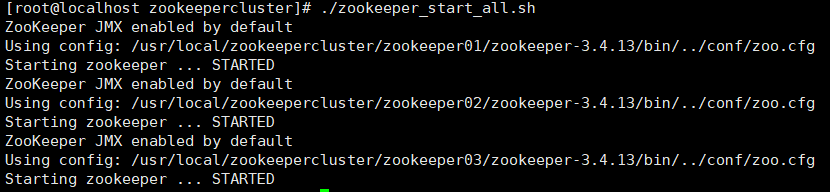 [root@localhost zookeepercluster]# ./zookeeper_start_all.sh
ZooKeeper JMX enabled by default
Using config: /usr/local/zookeepercluster/zookeeper01/zookeeper-3.4.13/bin/../conf/zoo.cfg
Starting zookeeper ... STARTED
ZooKeeper JMX enabled by default
Using config: /usr/local/zookeepercluster/zookeeper02/zookeeper-3.4.13/bin/../conf/zoo.cfg
Starting zookeeper ... STARTED
ZooKeeper JMX enabled by default
Using config: /usr/local/zookeepercluster/zookeeper03/zookeeper-3.4.13/bin/../conf/zoo.cfg
Starting zookeeper ... STARTED